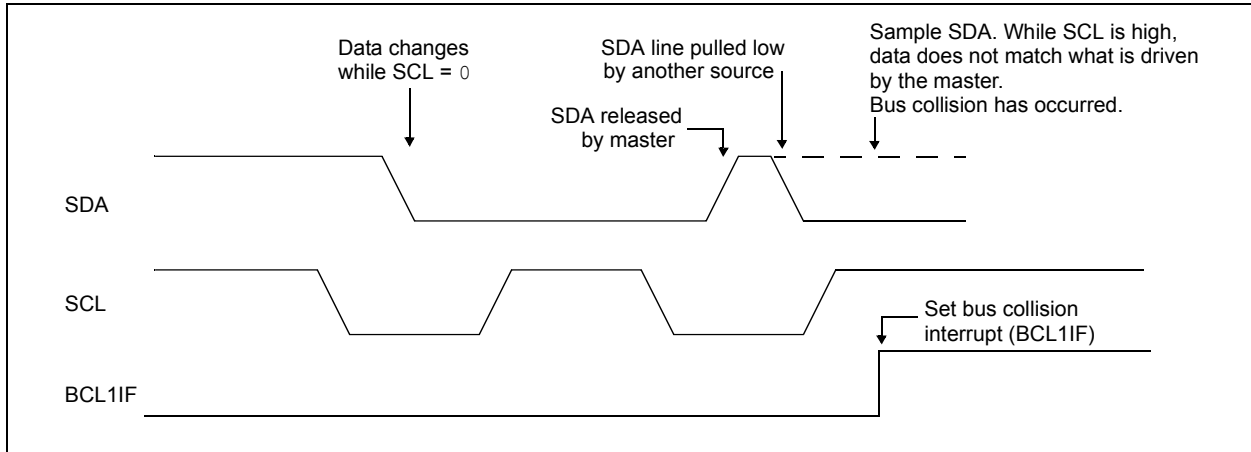 Data changes
while SCL = 0
SDA line pulled low
by another source
Sample SDA. While SCL is high,
data does not match what is driven
by the master.
Bus collision has occurred.
SDA released
by master
SDA
SCL
Set bus collision
interrupt (BCL1IF)
BCL1IF